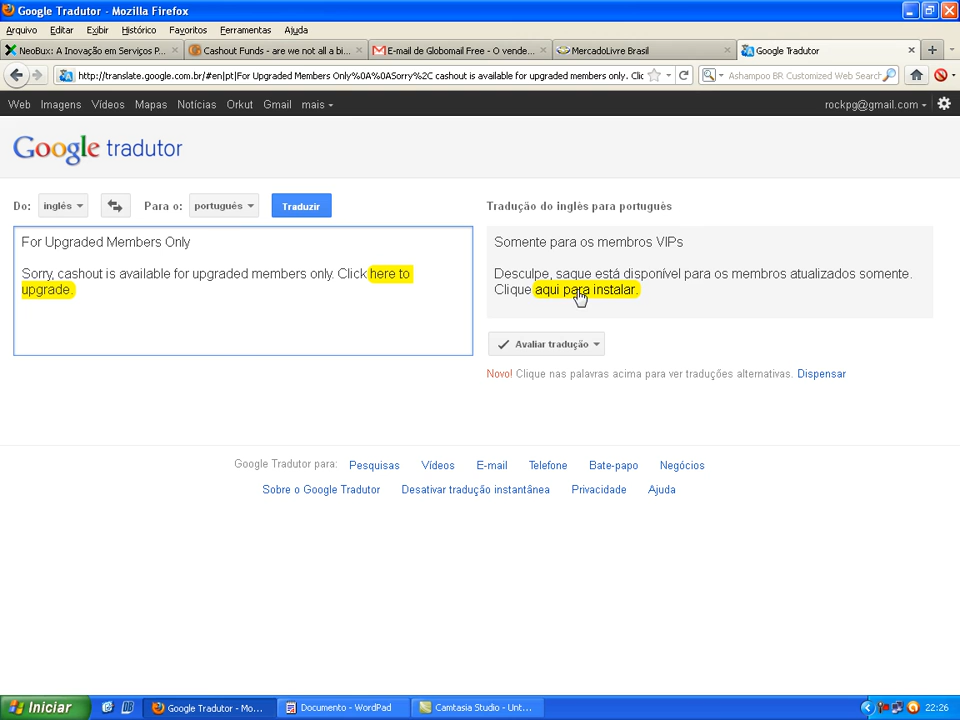 Google Tradutor - Mozilla Firefox
Arquivo Editar Exibir Histórico Favoritos Ferramentas Ajuda
NeoBux: A Inovação em Serviços P... Cashout Funds - are we not all a bi... E-mail de Globomail Free - O vende... MercadoLivre Brasil Google Tradutor
http://translate.google.com.br/#en|pt|For Upgraded Members Only%0A%0ASorry%2C cashout is available for upgraded members only. Clic Ashampoo BR Customized Web Search
Web Imagens Vídeos Mapas Notícias Orkut Gmail mais rockpg@gmail.com
Google tradutor
Do: inglês Para o: português Traduzir
Tradução do inglês para português
For Upgraded Members Only
Sorry, cashout is available for upgraded members only. Click here to
upgrade.
Somente para os membros VIPs
Desculpe, saque está disponível para os membros atualizados somente.
Clique aqui para instalar.
Avaliar tradução
Novo! Clique nas palavras acima para ver traduções alternativas. Dispensar
Google Tradutor para: Pesquisas Vídeos E-mail Telefone Bate-papo Negócios
Sobre o Google Tradutor Desativar tradução instantânea Privacidade Ajuda
Iniciar Google Tradutor - Mo... Documento - WordPad Camtasia Studio - Unt... 22:26